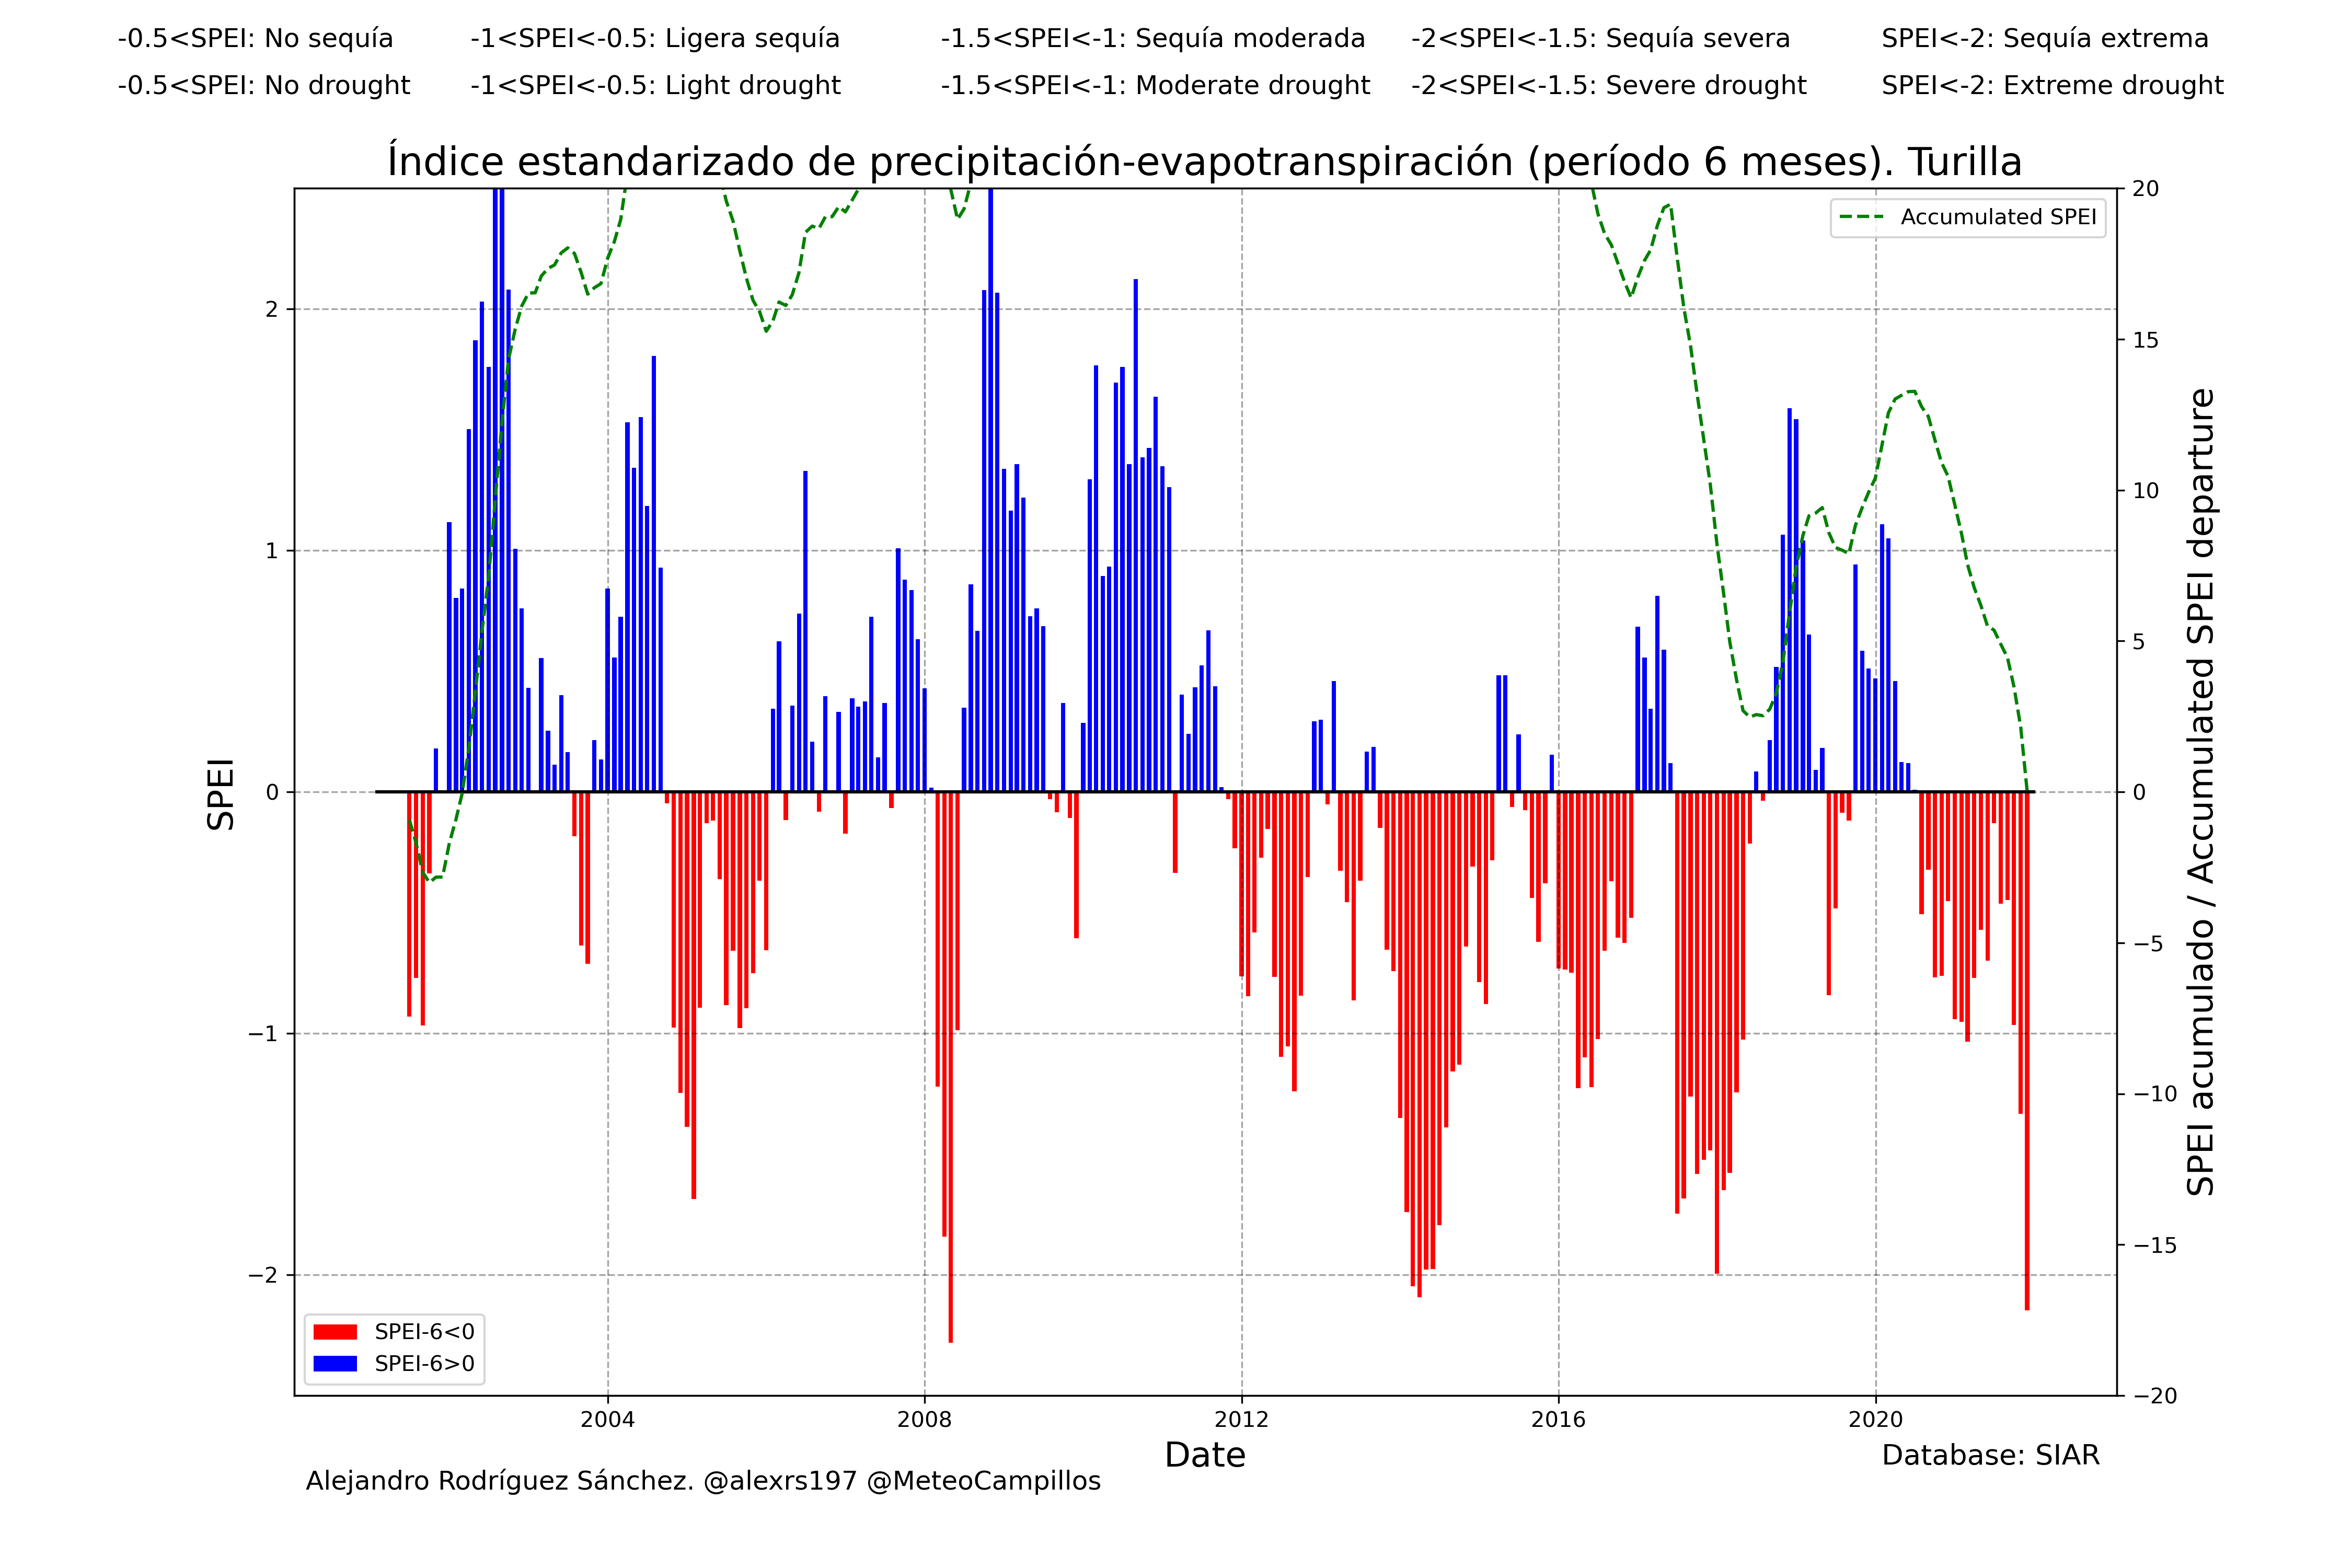 -0.5<SPEI: No sequía -1<SPEI<-0.5: Ligera sequía -1.5<SPEI<-1: Sequía moderada -2<SPEI<-1.5: Sequía severa SPEI<-2: Sequía extrema
-0.5<SPEI: No drought -1<SPEI<-0.5: Light drought -1.5<SPEI<-1: Moderate drought -2<SPEI<-1.5: Severe drought SPEI<-2: Extreme drought
Índice estandarizado de precipitación-evapotranspiración (período 6 meses). Turilla
Accumulated SPEI
SPEI
2
1
0
−1
−2
20
15
10
5
0
−5
−10
−15
−20
SPEI acumulado / Accumulated SPEI departure
SPEI-6<0
SPEI-6>0
2004 2008 2012 2016 2020
Date
Database: SIAR
Alejandro Rodríguez Sánchez. @alexrs197 @MeteoCampillos